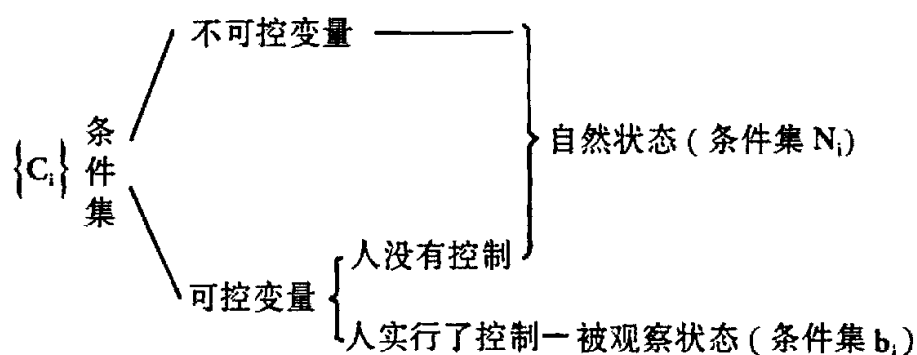 不可控变量
{Cᵢ} 条件集
自然状态 ( 条件集 Nᵢ)
人没有控制
可控变量
人实行了控制一被观察状态 ( 条件集 bᵢ)